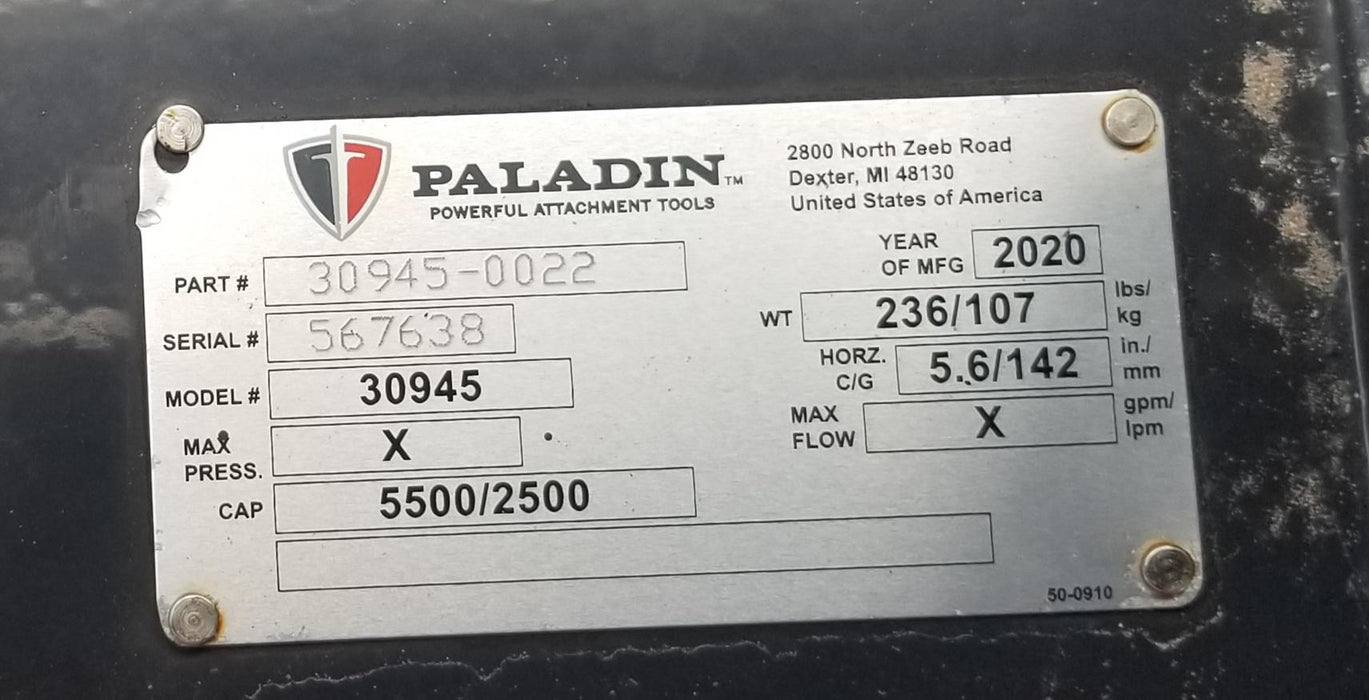 PALADIN™
POWERFUL ATTACHMENT TOOLS
2800 North Zeeb Road
Dexter, MI 48130
United States of America
PART # 30945-0022
SERIAL # 567638
MODEL # 30945
MAX PRESS. X
CAP 5500/2500
YEAR OF MFG 2020
WT 236/107 lbs/kg
HORZ. C/G 5.6/142 in./mm
MAX FLOW X gpm/lpm
50-0910